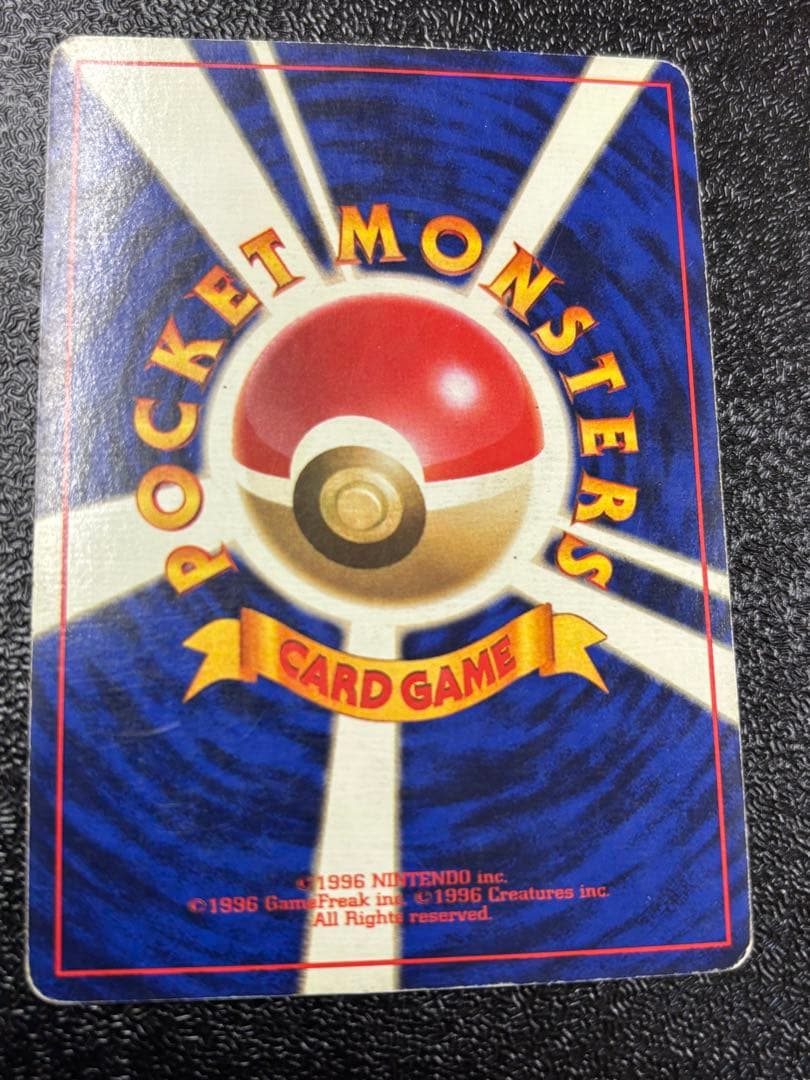 POCKET MONSTERS
CARD GAME
©1996 NINTENDO inc.
©1996 GameFreak inc. ©1996 Creatures inc.
All Rights reserved.